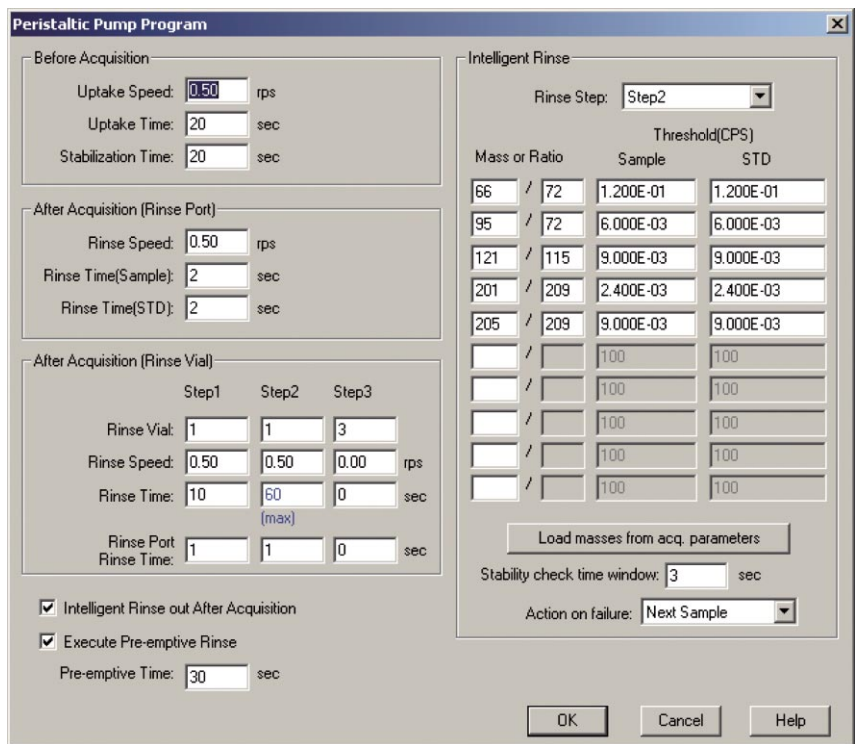 Peristaltic Pump Program
Before Acquisition
Uptake Speed: 0.50 rps
Uptake Time: 20 sec
Stabilization Time: 20 sec
After Acquisition (Rinse Port)
Rinse Speed: 0.50 rps
Rinse Time(Sample): 2 sec
Rinse Time(STD): 2 sec
After Acquisition (Rinse Vial)
Step1 Step2 Step3
Rinse Vial: 1 1 3
Rinse Speed: 0.50 0.50 0.00 rps
Rinse Time: 10 60 0 sec
(max)
Rinse Port
Rinse Time: 1 1 0 sec
Intelligent Rinse out After Acquisition
Execute Pre-emptive Rinse
Pre-emptive Time: 30 sec
Intelligent Rinse
Rinse Step: Step2
Threshold(CPS)
Mass or Ratio Sample STD
66 / 72 1.200E-01 1.200E-01
95 / 72 6.000E-03 6.000E-03
121 / 115 9.000E-03 9.000E-03
201 / 209 2.400E-03 2.400E-03
205 / 209 9.000E-03 9.000E-03
/ 100 100
/ 100 100
/ 100 100
/ 100 100
/ 100 100
Load masses from acq. parameters
Stability check time window: 3 sec
Action on failure: Next Sample
OK Cancel Help